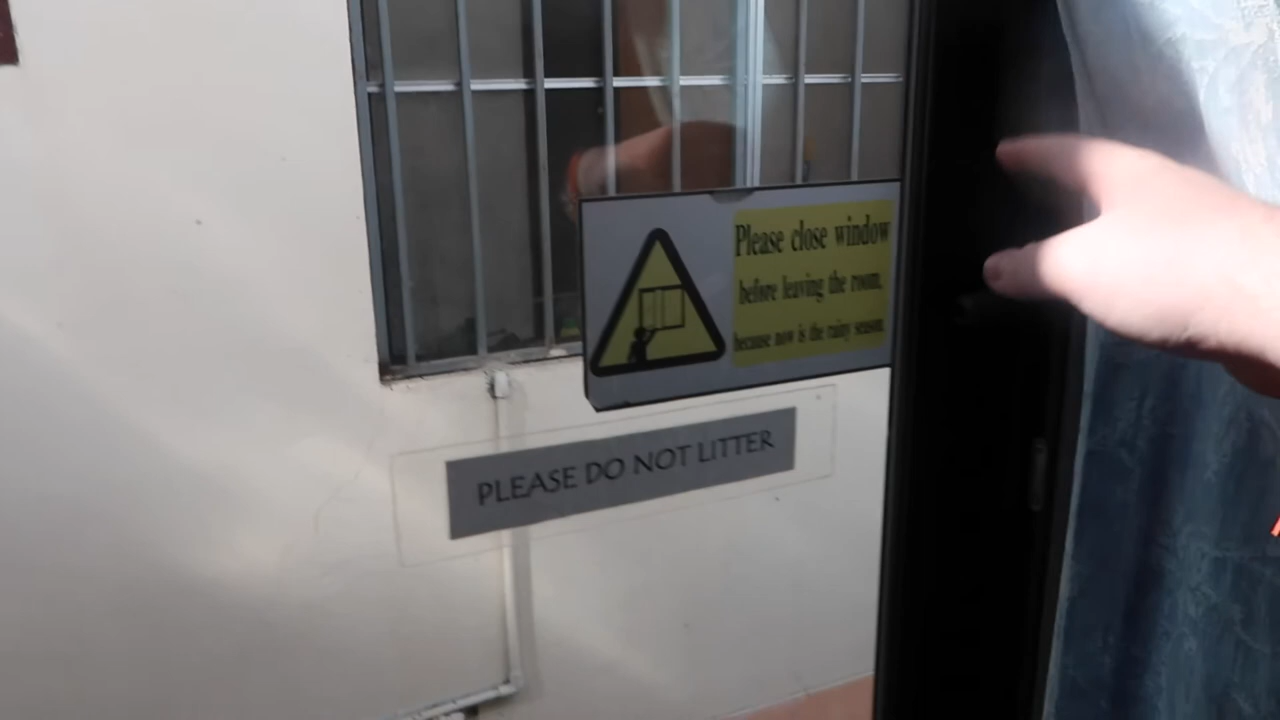 Please close window
before leaving the room,
because now is the rainy season.
PLEASE DO NOT LITTER